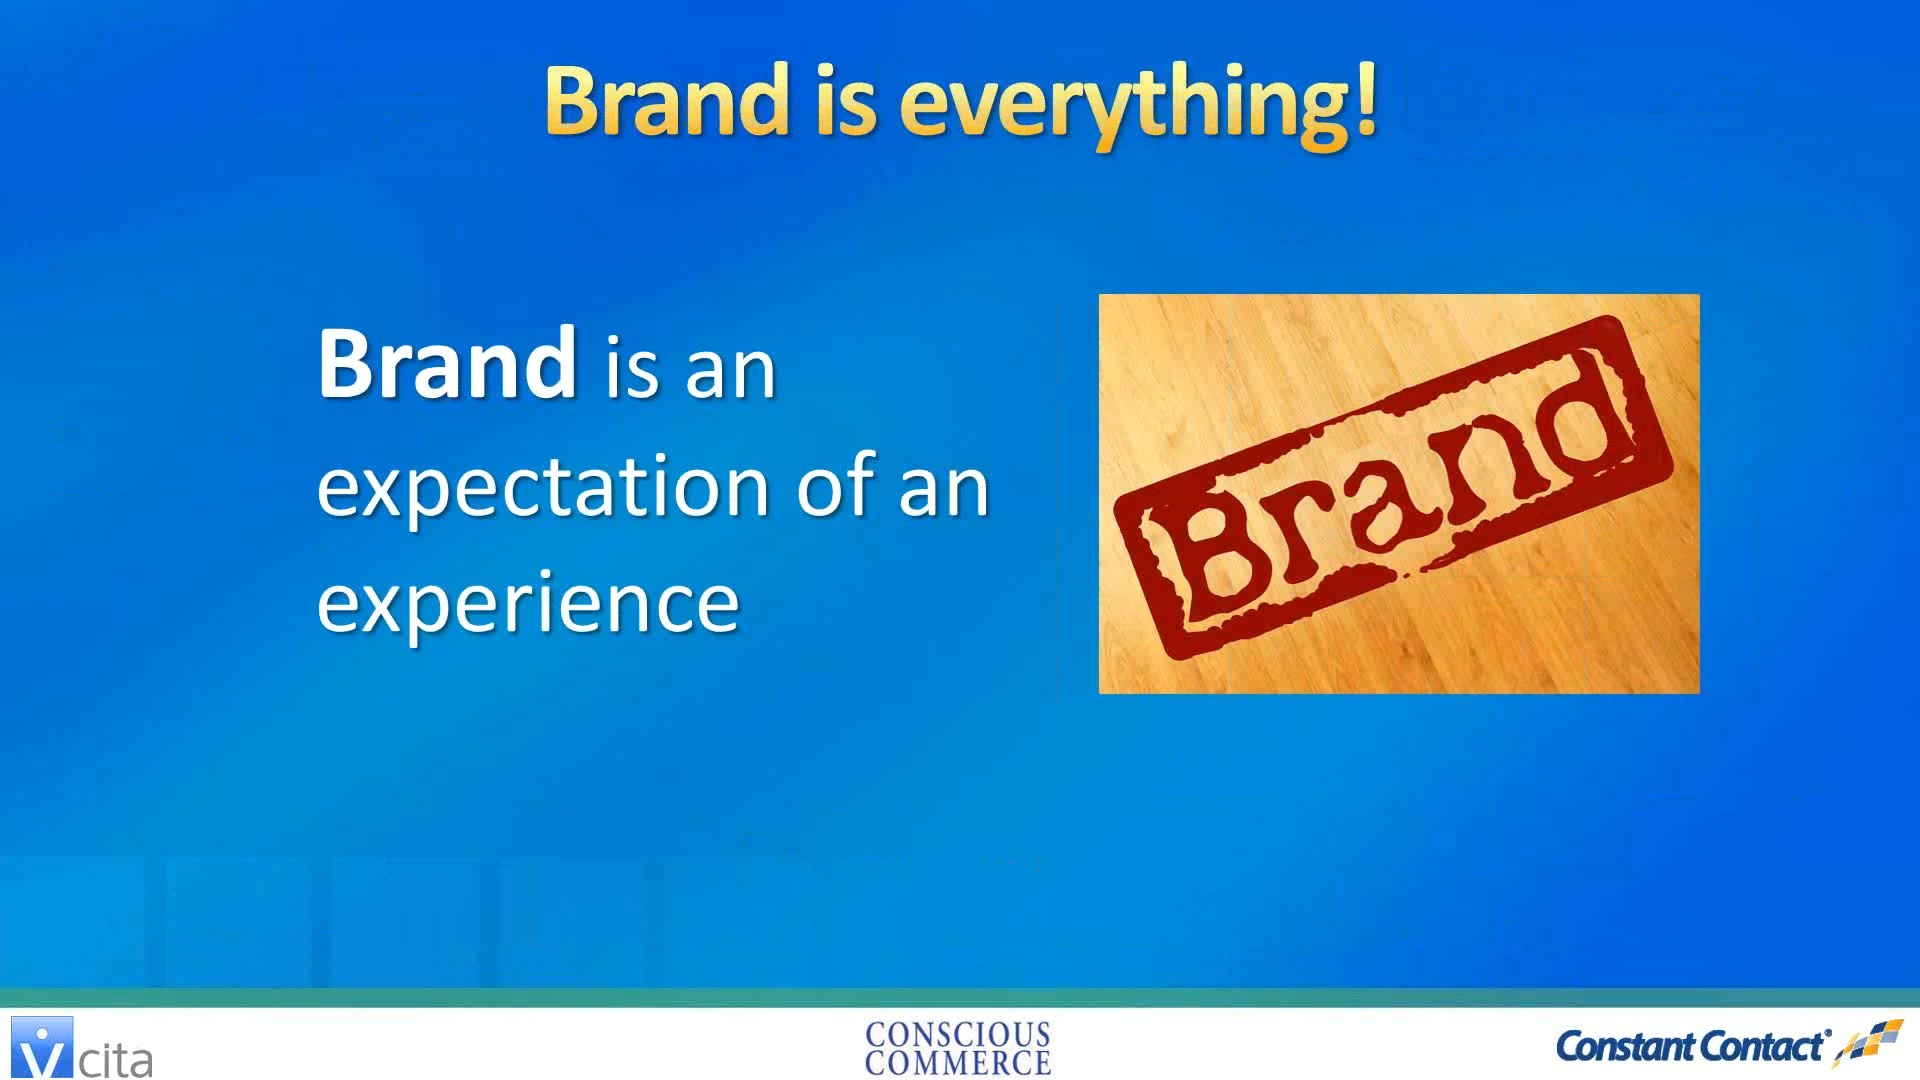 Brand is everything!
Brand is an
expectation of an
experience
Brand
vcita
CONSCIOUS
COMMERCE
Constant Contact®